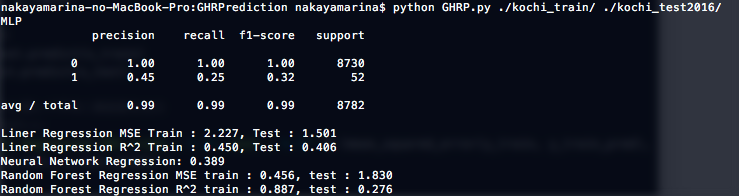 nakayamarina-no-MacBook-Pro:GHRPrediction nakayamarina$ python GHRP.py ./kochi_train/ ./kochi_test2016/
MLP
precision recall f1-score support
0 1.00 1.00 1.00 8730
1 0.45 0.25 0.32 52
avg / total 0.99 0.99 0.99 8782
Liner Regression MSE Train : 2.227, Test : 1.501
Liner Regression R^2 Train : 0.450, Test : 0.406
Neural Network Regression: 0.389
Random Forest Regression MSE train : 0.456, test : 1.830
Random Forest Regression R^2 train : 0.887, test : 0.276